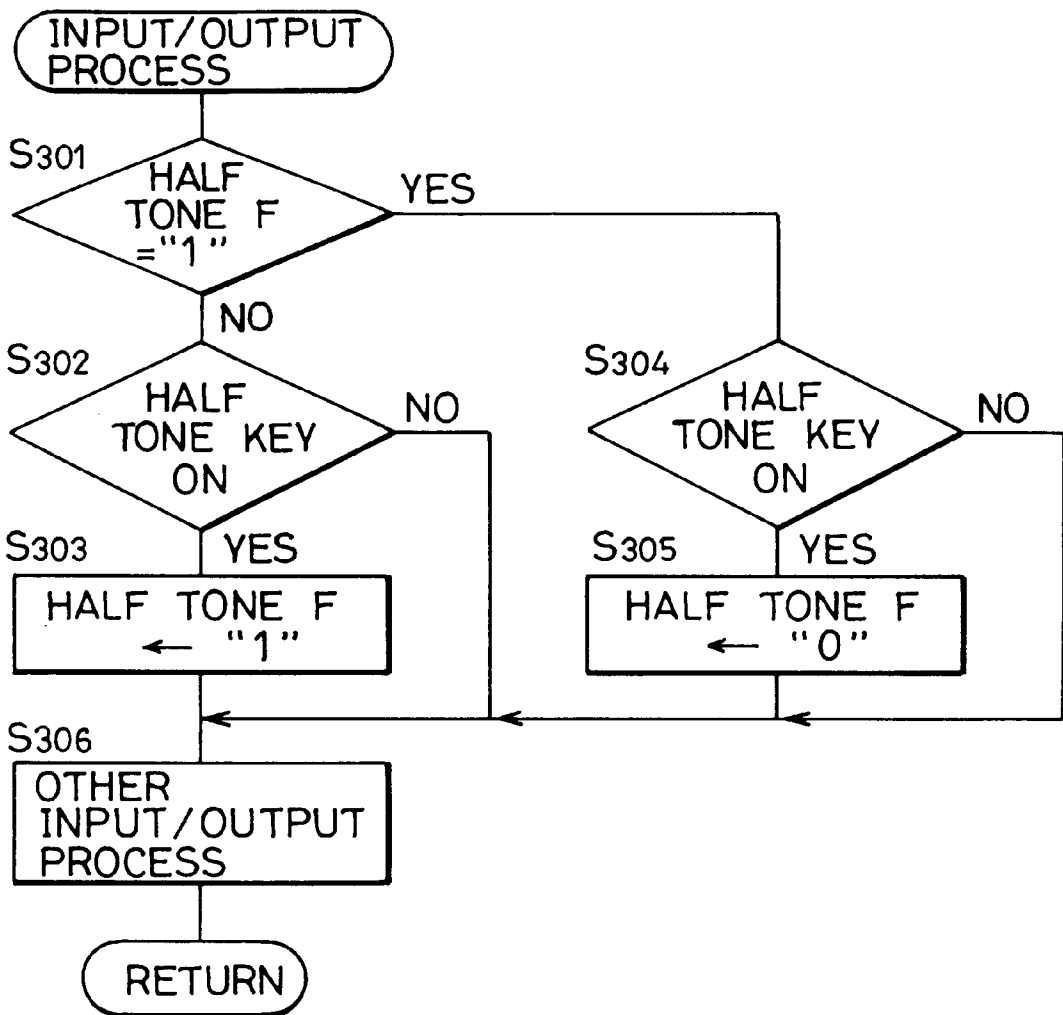 INPUT/OUTPUT
PROCESS
S301
HALF
TONE F
="1"
YES
NO
S302
HALF
TONE KEY
ON
NO
YES
S303
HALF TONE F
← "1"
S304
HALF
TONE KEY
ON
NO
YES
S305
HALF TONE F
← "0"
S306
OTHER
INPUT/OUTPUT
PROCESS
RETURN